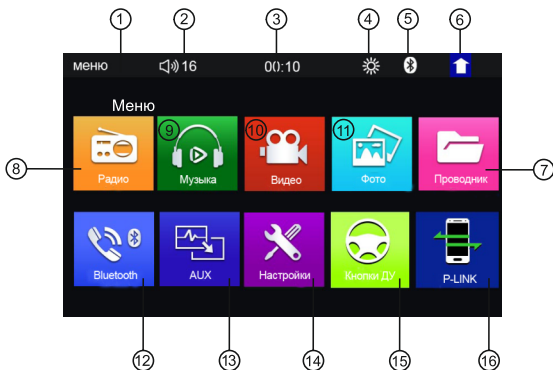 1 2 3 4 5 6
меню 16 00:10
Меню
8 9 10 11 7
Радио Музыка Видео Фото Проводник
Bluetooth AUX Настройки Кнопки ДУ P-LINK
12 13 14 15 16